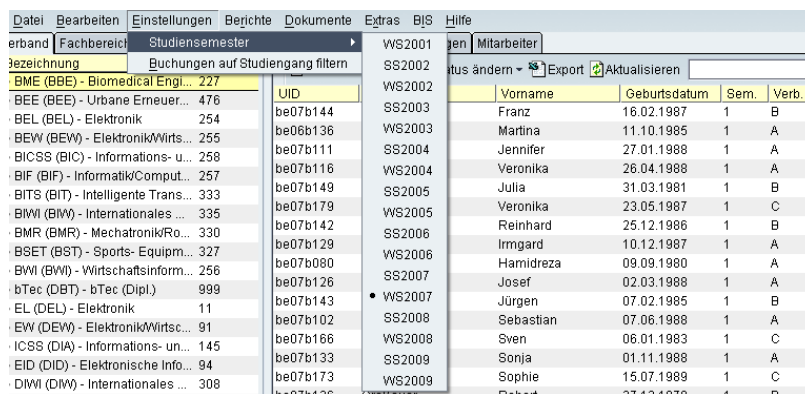 Datei Bearbeiten Einstellungen Berichte Dokumente Extras BIS Hilfe
erband Fachbereich Studiensemester WS2001 gen Mitarbeiter
Bezeichnung Buchungen auf Studiengang filtern SS2002 atus ändern Export Aktualisieren
BME (BBE) - Biomedical Engi... 227 WS2002
BEE (BEE) - Urbane Erneuer... 476 UID SS2003 Vorname Geburtsdatum Sem. Verb.
BEL (BEL) - Elektronik 254 be07b144 Franz 16.02.1987 1 B
BEW (BEW) - Elektronik/Wirts... 255 be06b136 WS2003 Martina 11.10.1985 1 A
BICSS (BIC) - Informations- u... 258 be07b111 SS2004 Jennifer 27.01.1988 1 A
BIF (BIF) - Informatik/Comput... 257 be07b116 WS2004 Veronika 26.04.1988 1 A
BITS (BIT) - Intelligente Trans... 333 be07b149 SS2005 Julia 31.03.1981 1 B
BIWI (BIW) - Internationales ... 335 be07b179 WS2005 Veronika 23.05.1987 1 C
BMR (BMR) - Mechatronik/Ro... 330 be07b142 SS2006 Reinhard 25.12.1986 1 B
BSET (BST) - Sports- Equipm... 327 be07b129 WS2006 Irmgard 10.12.1987 1 A
BWI (BWI) - Wirtschaftsinform... 256 be07b080 SS2007 Hamidreza 09.09.1980 1 A
bTec (DBT) - bTec (Dipl.) 999 be07b126 Josef 02.03.1988 1 A
EL (DEL) - Elektronik 11 be07b143 WS2007 Jürgen 07.02.1985 1 B
EW (DEW) - Elektronik/Wirtsc... 91 be07b102 SS2008 Sebastian 07.06.1988 1 A
ICSS (DIA) - Informations- un... 145 be07b166 WS2008 Sven 06.01.1983 1 C
EID (DID) - Elektronische Info... 94 be07b133 SS2009 Sonja 01.11.1988 1 A
DIWI (DIW) - Internationales ... 308 be07b173 WS2009 Sophie 15.07.1989 1 C